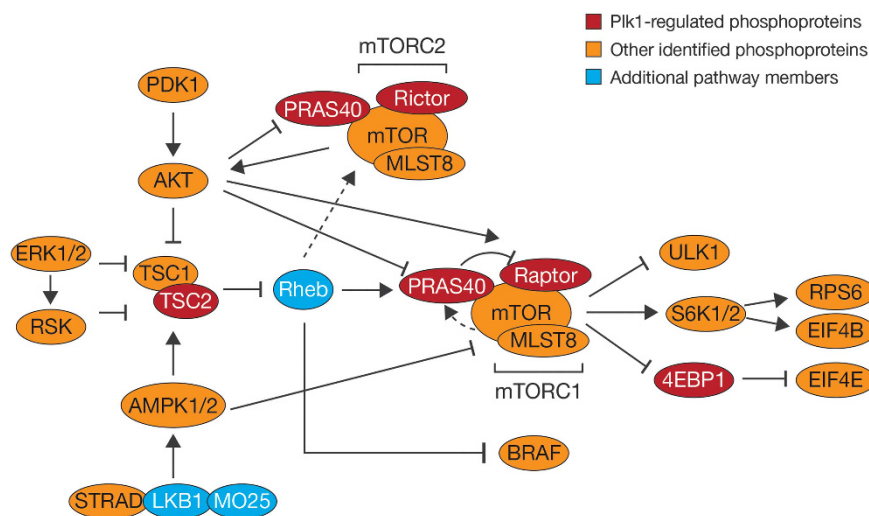 Plk1-regulated phosphoproteins
Other identified phosphoproteins
Additional pathway members
mTORC2
PDK1
PRAS40
Rictor
mTOR
MLST8
AKT
ERK1/2
TSC1
TSC2
RSK
Rheb
PRAS40
Raptor
mTOR
MLST8
mTORC1
ULK1
S6K1/2
RPS6
EIF4B
4EBP1
EIF4E
AMPK1/2
BRAF
STRAD
LKB1
MO25